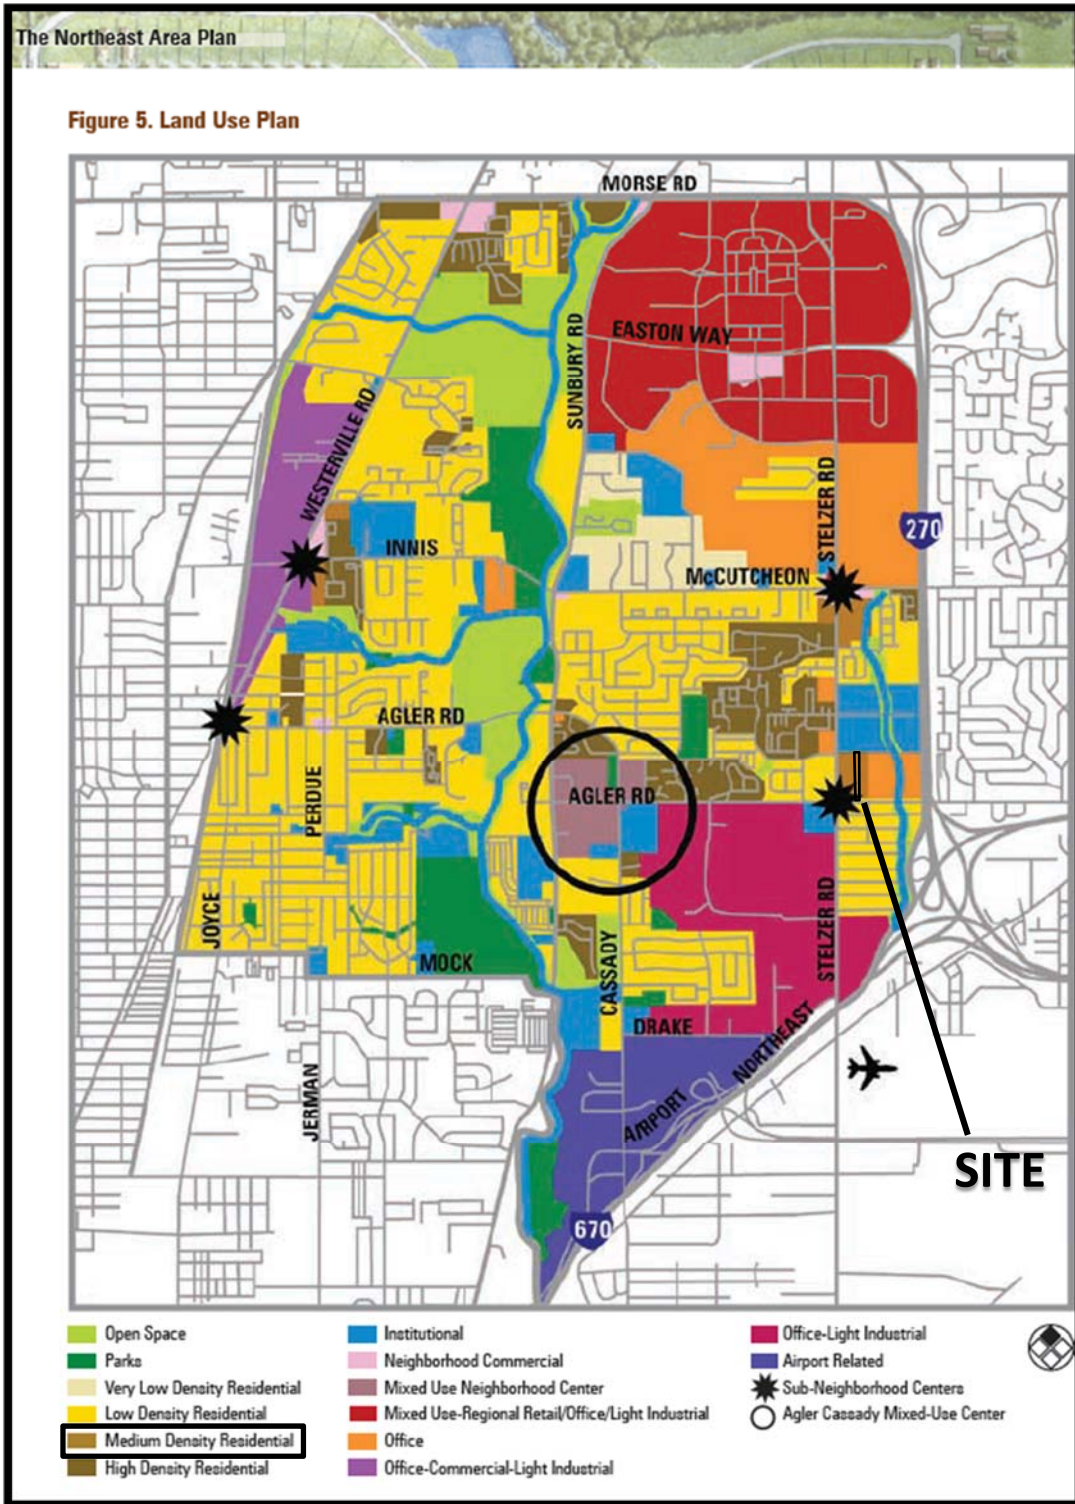 The Northeast Area Plan
Figure 5. Land Use Plan
MORSE RD
EASTON WAY
SUNBURY RD
WESTERVILLE RD
STELZER RD
270
INNIS
McCUTCHEON
AGLER RD
AGLER RD
PERDUE
JOYCE
STELZER RD
MOCK
CASSADY
DRAKE
NORTHEAST
AIRPORT
JERMAN
SITE
670
Open Space
Parks
Very Low Density Residential
Low Density Residential
Medium Density Residential
High Density Residential
Institutional
Neighborhood Commercial
Mixed Use Neighborhood Center
Mixed Use-Regional Retail/Office/Light Industrial
Office
Office-Commercial-Light Industrial
Office-Light Industrial
Airport Related
Sub-Neighborhood Centers
Agler Cassady Mixed-Use Center